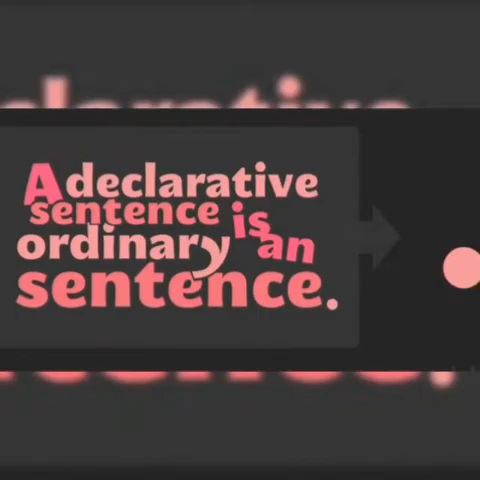 A declarative
sentence is
ordinary an
sentence.